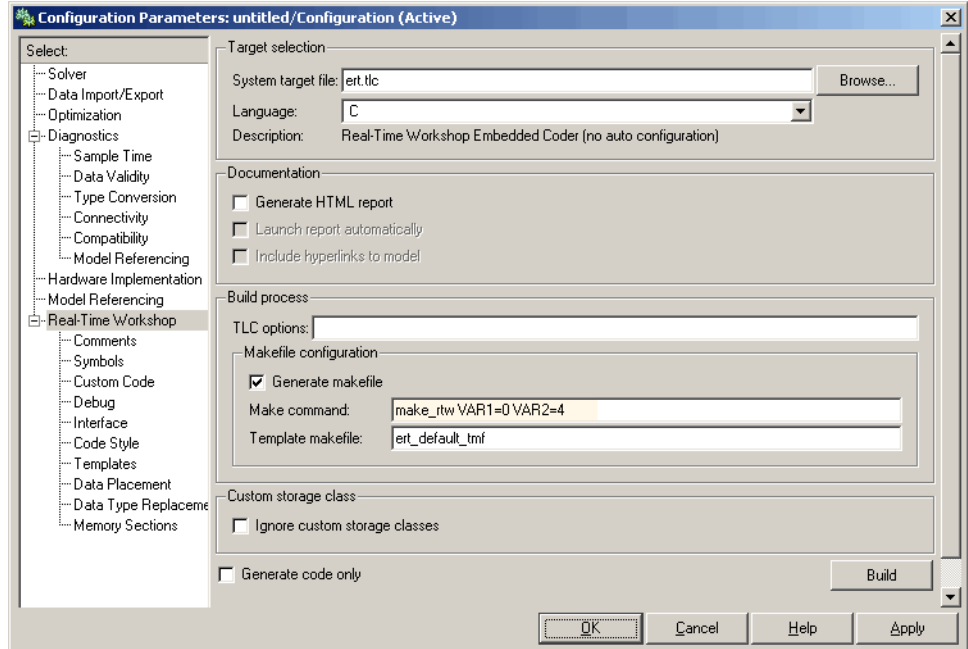 Configuration Parameters: untitled/Configuration (Active)
Select:
Solver
Data Import/Export
Optimization
Diagnostics
Sample Time
Data Validity
Type Conversion
Connectivity
Compatibility
Model Referencing
Hardware Implementation
Model Referencing
Real-Time Workshop
Comments
Symbols
Custom Code
Debug
Interface
Code Style
Templates
Data Placement
Data Type Replaceme
Memory Sections
Target selection
System target file: ert.tlc Browse...
Language: C
Description: Real-Time Workshop Embedded Coder (no auto configuration)
Documentation
Generate HTML report
Launch report automatically
Include hyperlinks to model
Build process
TLC options:
Makefile configuration
Generate makefile
Make command: make_rtw VAR1=0 VAR2=4
Template makefile: ert_default_tmf
Custom storage class
Ignore custom storage classes
Generate code only Build
OK Cancel Help Apply